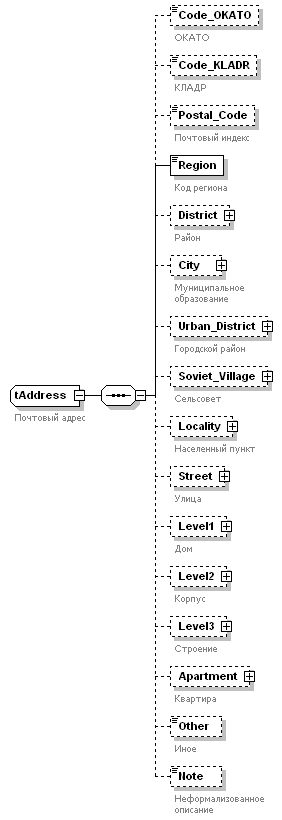 Code_OKATO
ОКАТО
Code_KLADR
КЛАДР
Postal_Code
Почтовый индекс
Region
Код региона
District
Район
City
Муниципальное
образование
Urban_District
Городской район
tAddress
Почтовый адрес
Soviet_Village
Сельсовет
Locality
Населенный пункт
Street
Улица
Level1
Дом
Level2
Корпус
Level3
Строение
Apartment
Квартира
Other
Иное
Note
Неформализованное
описание